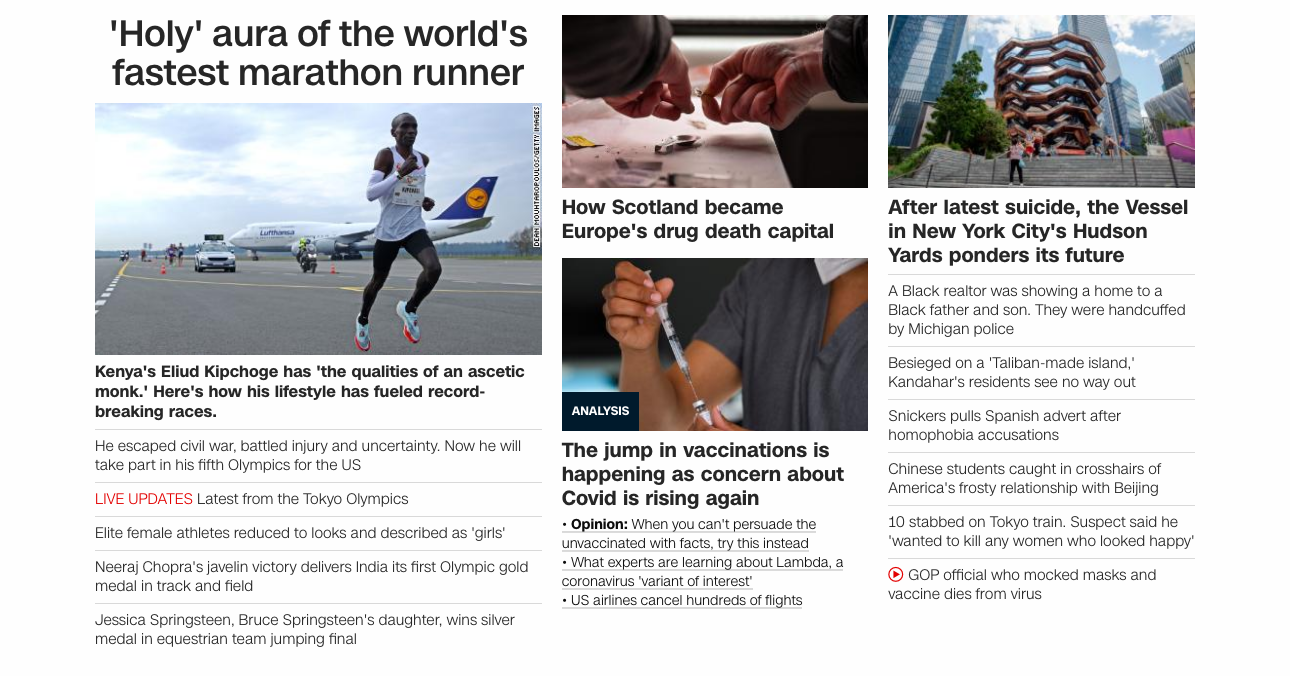 'Holy' aura of the world's
fastest marathon runner
DEAN MOUHTAROPOULOS/GETTY IMAGES
Lufthansa
KIPCHOGE
Kenya's Eliud Kipchoge has 'the qualities of an ascetic
monk.' Here's how his lifestyle has fueled record-
breaking races.
He escaped civil war, battled injury and uncertainty. Now he will
take part in his fifth Olympics for the US
LIVE UPDATES Latest from the Tokyo Olympics
Elite female athletes reduced to looks and described as 'girls'
Neeraj Chopra's javelin victory delivers India its first Olympic gold
medal in track and field
Jessica Springsteen, Bruce Springsteen's daughter, wins silver
medal in equestrian team jumping final
How Scotland became
Europe's drug death capital
ANALYSIS
The jump in vaccinations is
happening as concern about
Covid is rising again
• Opinion: When you can't persuade the
unvaccinated with facts, try this instead
• What experts are learning about Lambda, a
coronavirus 'variant of interest'
• US airlines cancel hundreds of flights
After latest suicide, the Vessel
in New York City's Hudson
Yards ponders its future
A Black realtor was showing a home to a
Black father and son. They were handcuffed
by Michigan police
Besieged on a 'Taliban-made island,'
Kandahar's residents see no way out
Snickers pulls Spanish advert after
homophobia accusations
Chinese students caught in crosshairs of
America's frosty relationship with Beijing
10 stabbed on Tokyo train. Suspect said he
'wanted to kill any women who looked happy'
GOP official who mocked masks and
vaccine dies from virus